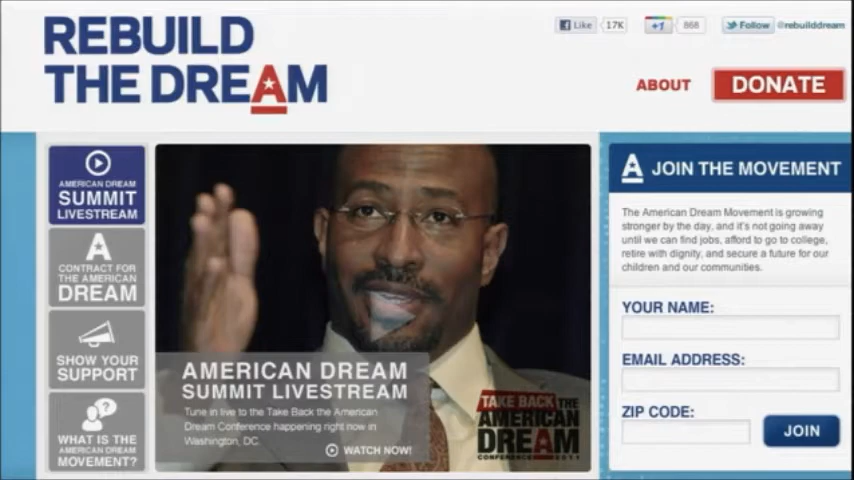 REBUILD
THE DREAM
Like 17K
+1 868
Follow @rebuilddream
ABOUT
DONATE
AMERICAN DREAM
SUMMIT
LIVESTREAM
CONTRACT FOR
THE AMERICAN
DREAM
SHOW YOUR
SUPPORT
WHAT IS THE
AMERICAN DREAM
MOVEMENT?
AMERICAN DREAM
SUMMIT LIVESTREAM
Tune in live to the Take Back the American
Dream Conference happening right now in
Washington, DC.
WATCH NOW!
TAKE BACK THE
AMERICAN
DREAM
CONFERENCE 2011
JOIN THE MOVEMENT
The American Dream Movement is growing
stronger by the day, and it's not going away
until we can find jobs, afford to go to college,
retire with dignity, and secure a future for our
children and our communities.
YOUR NAME:
EMAIL ADDRESS:
ZIP CODE:
JOIN